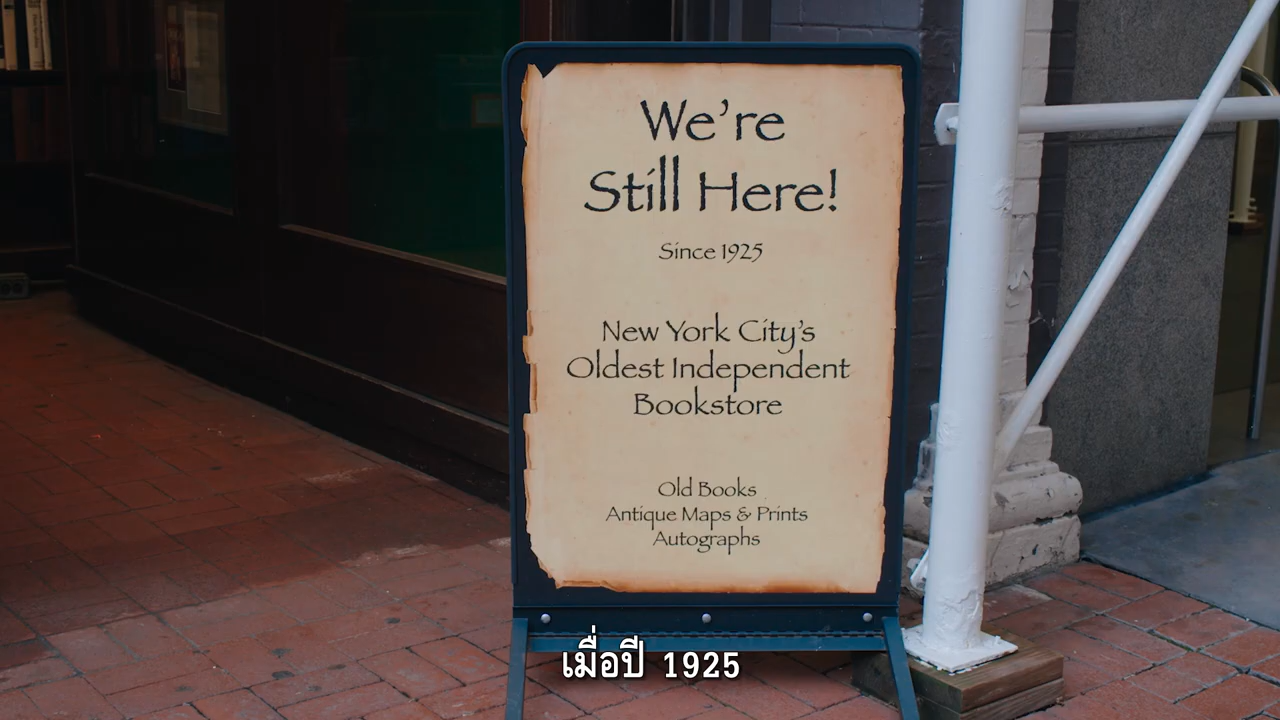 We're
Still Here!
Since 1925
New York City's
Oldest Independent
Bookstore
Old Books
Antique Maps & Prints
Autographs
เมื่อปี 1925